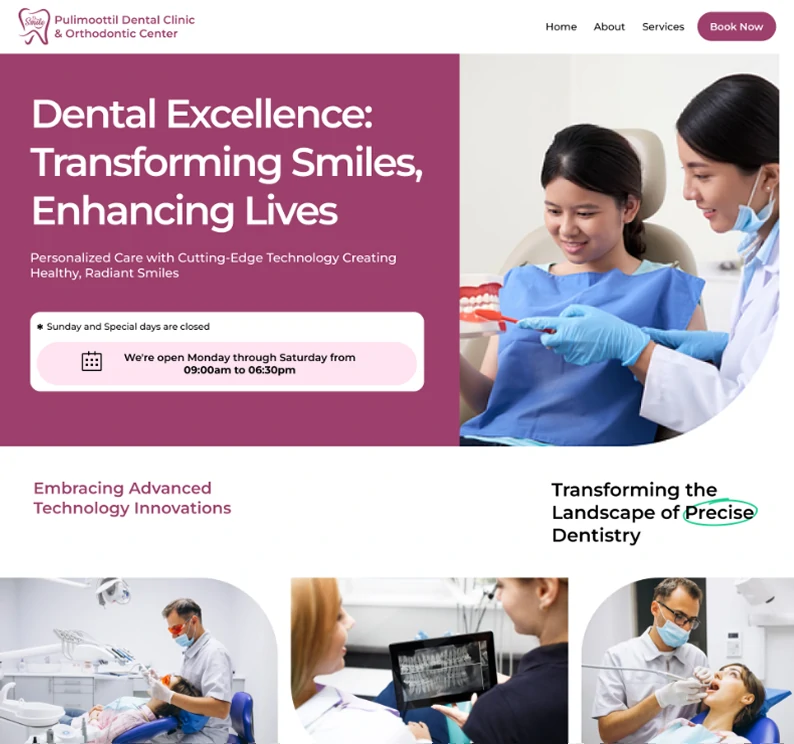 Smile
Pulimoottil Dental Clinic
& Orthodontic Center
Home
About
Services
Book Now
Dental Excellence:
Transforming Smiles,
Enhancing Lives
Personalized Care with Cutting-Edge Technology Creating
Healthy, Radiant Smiles
* Sunday and Special days are closed
We're open Monday through Saturday from
09:00am to 06:30pm
Embracing Advanced
Technology Innovations
Transforming the
Landscape of Precise
Dentistry